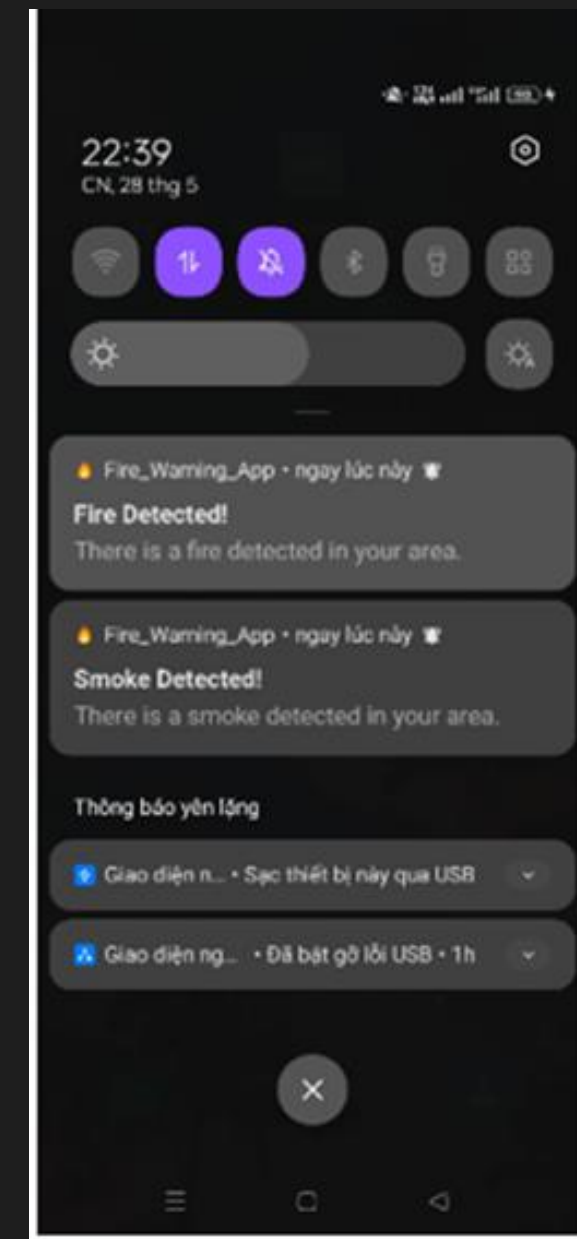 22:39
CN, 28 thg 5
Fire_Warning_App • ngay lúc này
Fire Detected!
There is a fire detected in your area.
Fire_Warning_App • ngay lúc này
Smoke Detected!
There is a smoke detected in your area.
Thông báo yên lặng
Giao diện n... • Sạc thiết bị này qua USB
Giao diện ng... • Đã bật gỡ lỗi USB • 1h